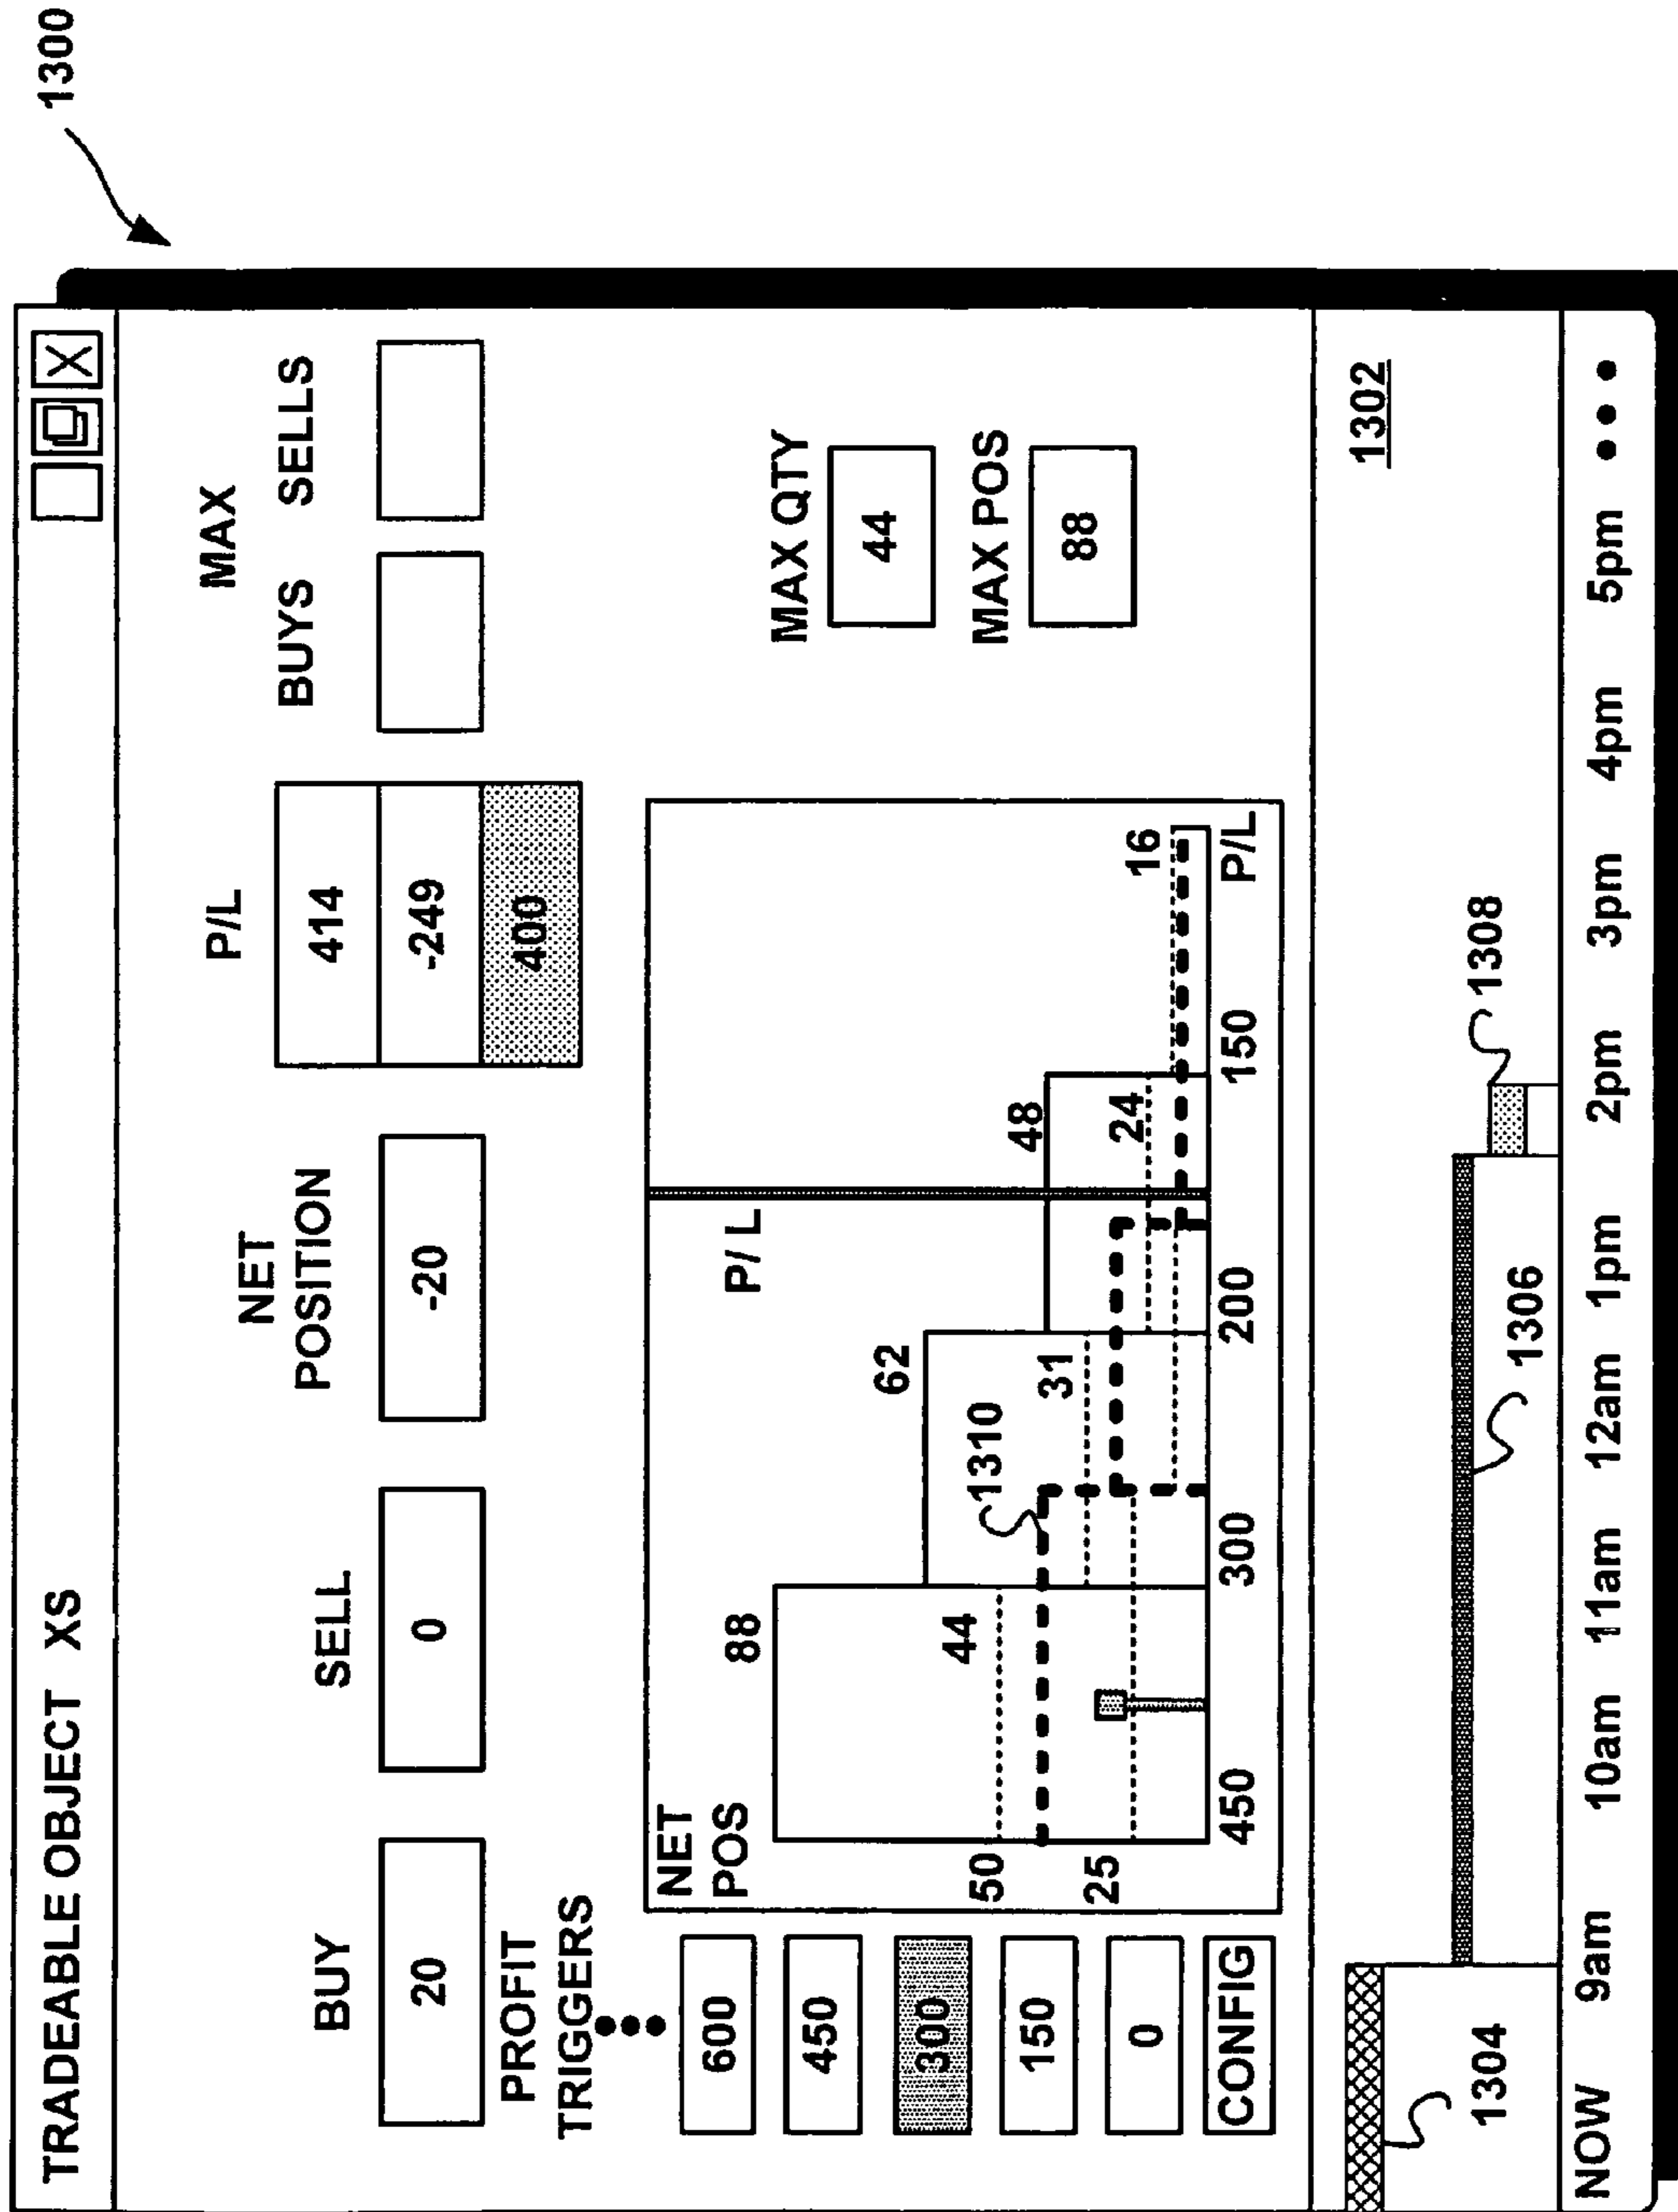 1300
TRADEABLE OBJECT XS
X
MAX
BUY SELL NET POSITION P/L BUYS SELLS
20 0 -20 414
-249
400
PROFIT
TRIGGERS
600
450
300
150
0
CONFIG
NET
POS
P/L
88
62
50 44
1310
31
48
25
24
16
450 300 200 150 P/L
MAX QTY
44
MAX POS
88
1302
1304
1306
1308
NOW 9am 10am 11am 12am 1pm 2pm 3pm 4pm 5pm